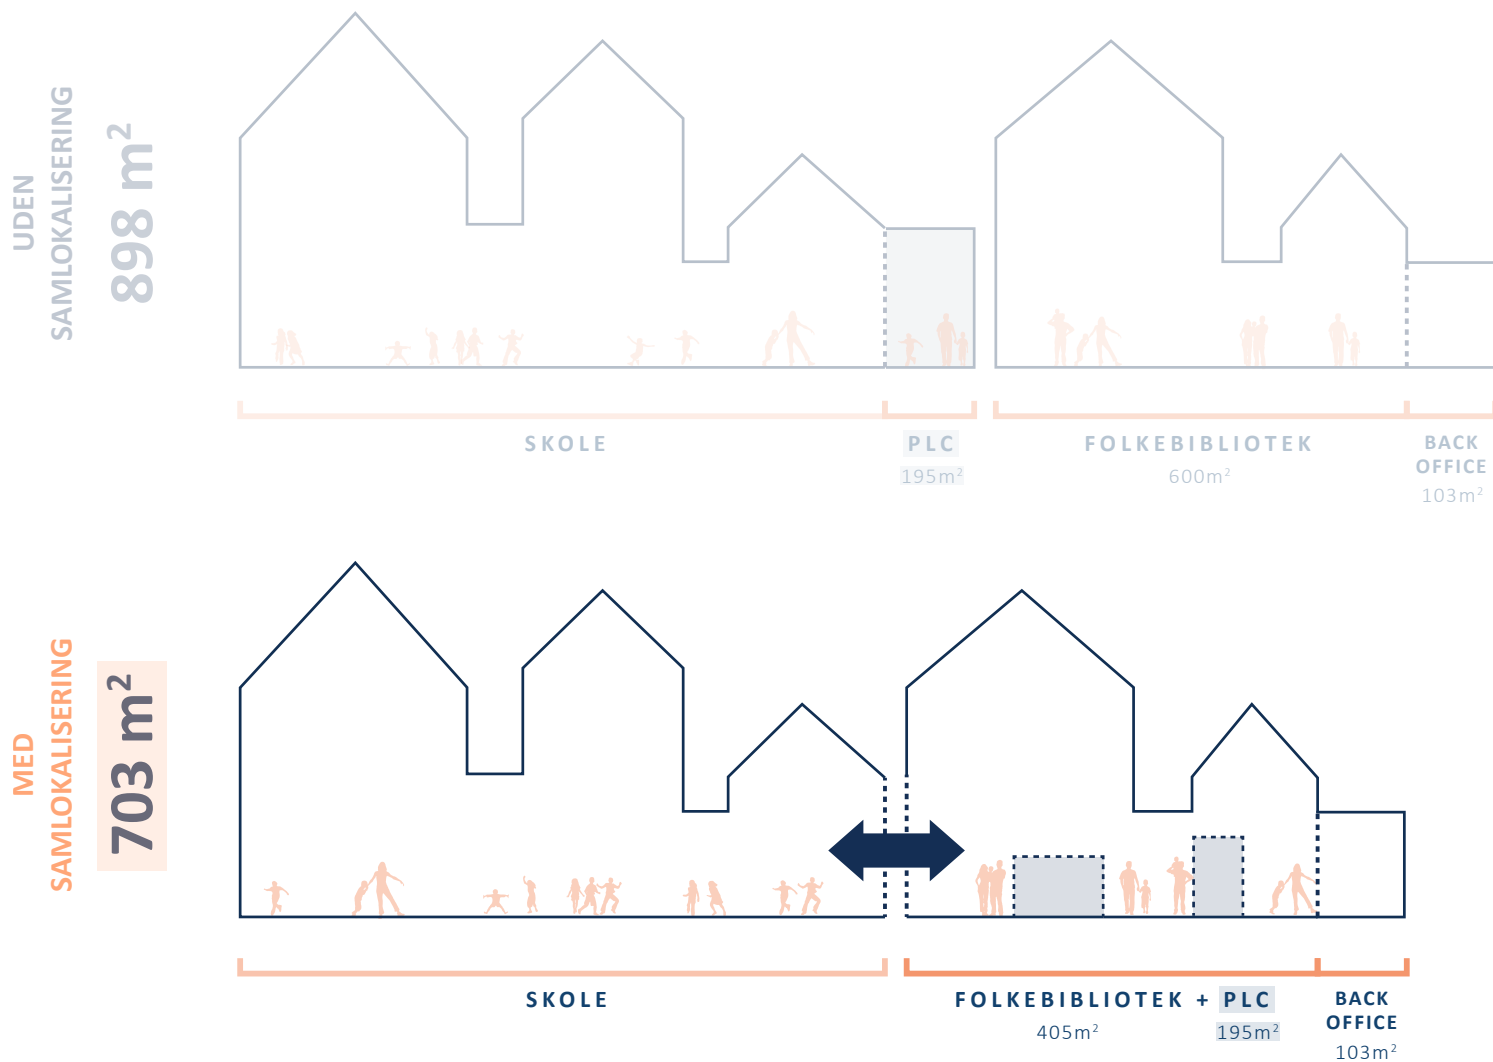 UDEN
SAMLOKALISERING
898 m²
SKOLE
PLC
195m²
FOLKEBIBLIOTEK
600m²
BACK
OFFICE
103m²
MED
SAMLOKALISERING
703 m²
SKOLE
FOLKEBIBLIOTEK + PLC
405m² 195m²
BACK
OFFICE
103m²